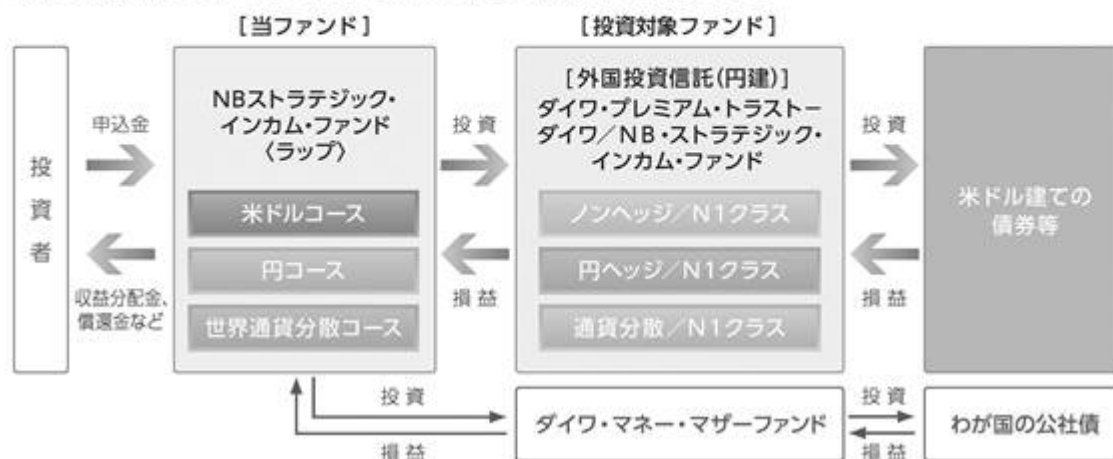 [当ファンド]
[投資対象ファンド]
投資者
申込金
収益分配金、
償還金など
NBストラテジック・
インカム・ファンド
〈ラップ〉
米ドルコース
円コース
世界通貨分散コース
投資
損益
[外国投資信託(円建)]
ダイワ・プレミアム・トラスト－
ダイワ／NB・ストラテジック・
インカム・ファンド
ノンヘッジ／N1クラス
円ヘッジ／N1クラス
通貨分散／N1クラス
投資
損益
米ドル建ての
債券等
投資
損益
ダイワ・マネー・マザーファンド
投資
損益
わが国の公社債